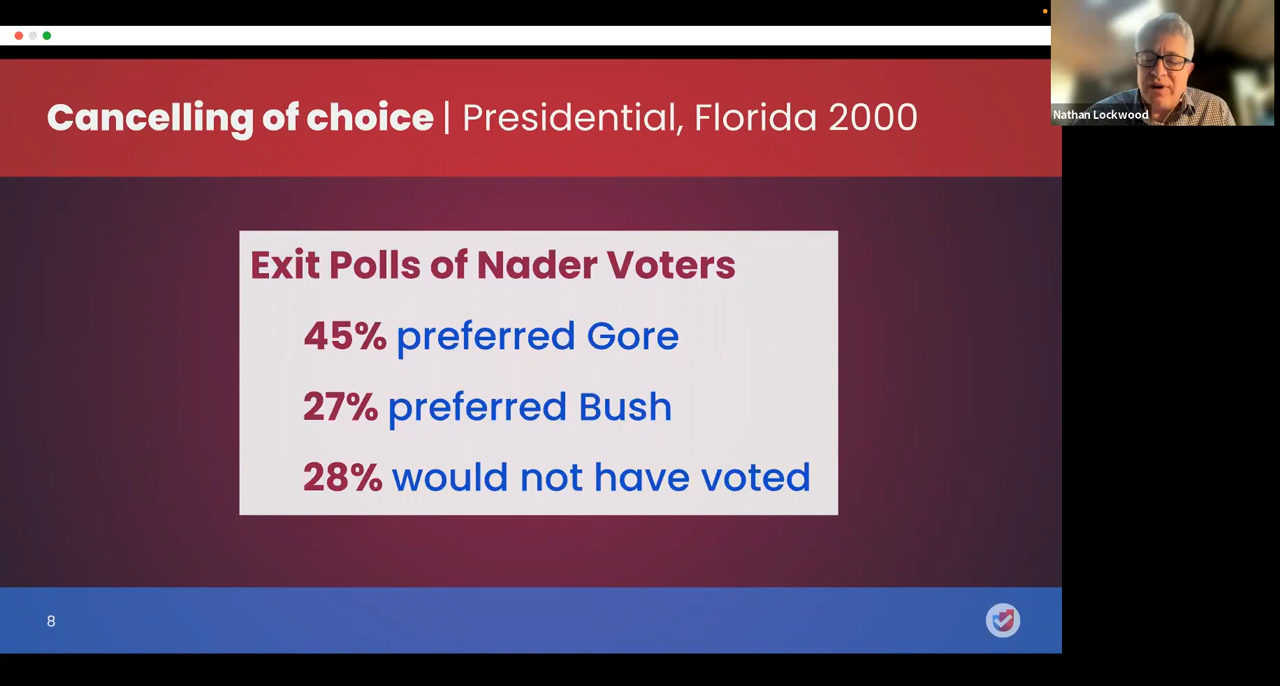 Cancelling of choice | Presidential, Florida 2000
Nathan Lockwood
Exit Polls of Nader Voters
45% preferred Gore
27% preferred Bush
28% would not have voted
8